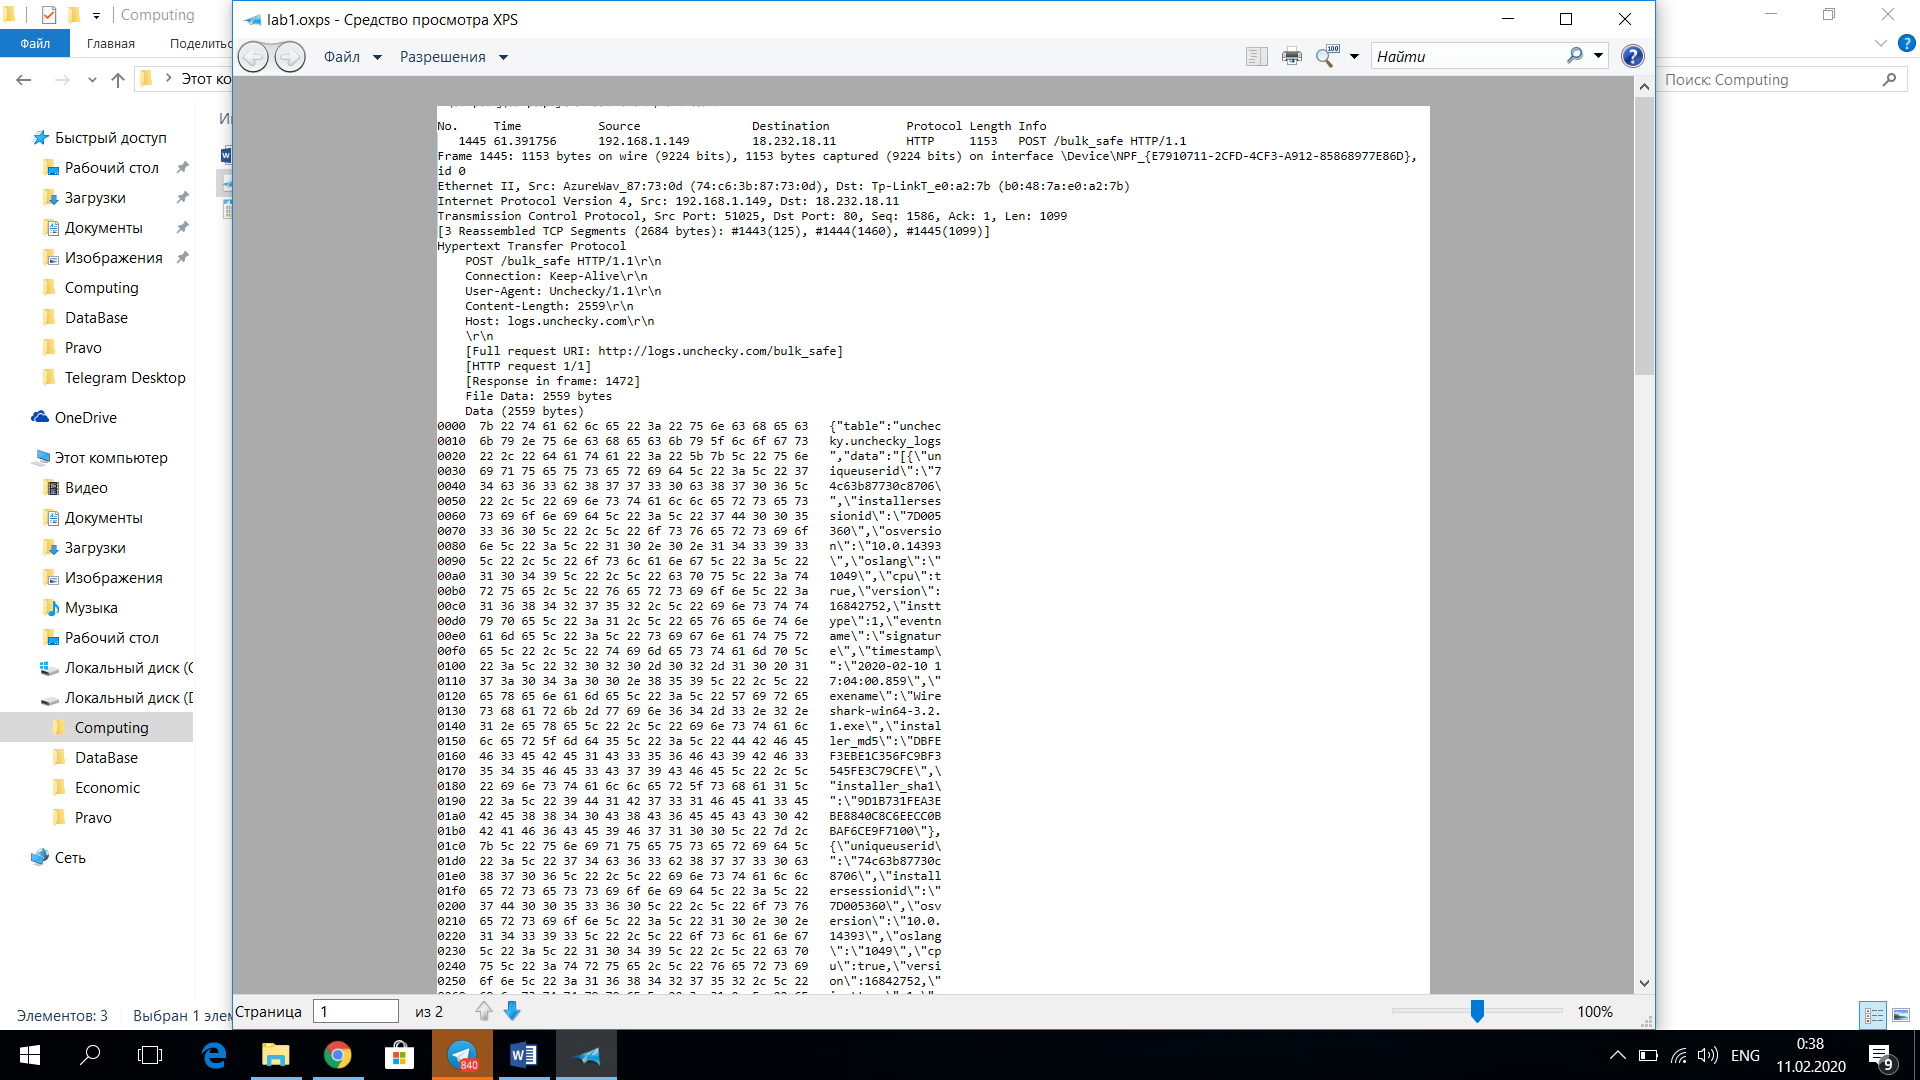 Computing
Файл
Главная
Поделитьс
Этот ко
Поиск: Computing
Быстрый доступ
Рабочий стол
Загрузки
Документы
Изображения
Computing
DataBase
Pravo
Telegram Desktop
OneDrive
Этот компьютер
Видео
Документы
Загрузки
Изображения
Музыка
Рабочий стол
Локальный диск (C
Локальный диск (D
Computing
DataBase
Economic
Pravo
Сеть
Элементов: 3
Выбран 1 элем
lab1.oxps - Средство просмотра XPS
Файл
Разрешения
100
Найти
No. Time Source Destination Protocol Length Info
1445 61.391756 192.168.1.149 18.232.18.11 HTTP 1153 POST /bulk_safe HTTP/1.1
Frame 1445: 1153 bytes on wire (9224 bits), 1153 bytes captured (9224 bits) on interface \Device\NPF_{E7910711-2CFD-4CF3-A912-85868977E86D},
id 0
Ethernet II, Src: AzureWav_87:73:0d (74:c6:3b:87:73:0d), Dst: Tp-LinkT_e0:a2:7b (b0:48:7a:e0:a2:7b)
Internet Protocol Version 4, Src: 192.168.1.149, Dst: 18.232.18.11
Transmission Control Protocol, Src Port: 51025, Dst Port: 80, Seq: 1586, Ack: 1, Len: 1099
[3 Reassembled TCP Segments (2684 bytes): #1443(125), #1444(1460), #1445(1099)]
Hypertext Transfer Protocol
POST /bulk_safe HTTP/1.1\r\n
Connection: Keep-Alive\r\n
User-Agent: Unchecky/1.1\r\n
Content-Length: 2559\r\n
Host: logs.unchecky.com\r\n
\r\n
[Full request URI: http://logs.unchecky.com/bulk_safe]
[HTTP request 1/1]
[Response in frame: 1472]
File Data: 2559 bytes
Data (2559 bytes)
0000 7b 22 74 61 62 6c 65 22 3a 22 75 6e 63 68 65 63 {"table":"unchec
0010 6b 79 2e 75 6e 63 68 65 63 6b 79 5f 6c 6f 67 73 ky.unchecky_logs
0020 22 2c 22 64 61 74 61 22 3a 22 5b 7b 5c 22 75 6e ","data":"[{\"un
0030 69 71 75 65 75 73 65 72 69 64 5c 22 3a 5c 22 37 iqueuserid\":\"7
0040 34 63 36 33 62 38 37 37 33 30 63 38 37 30 36 5c 4c63b87730c8706\
0050 22 2c 5c 22 69 6e 73 74 61 6c 6c 65 72 73 65 73 ",\"installerses
0060 73 69 6f 6e 69 64 5c 22 3a 5c 22 37 44 30 30 35 sionid\":\"7D005
0070 33 36 30 5c 22 2c 5c 22 6f 73 76 65 72 73 69 6f 360\",\"osversio
0080 6e 5c 22 3a 5c 22 31 30 2e 30 2e 31 34 33 39 33 n\":\"10.0.14393
0090 5c 22 2c 5c 22 6f 73 6c 61 6e 67 5c 22 3a 5c 22 \",\"oslang\":\"
00a0 31 30 34 39 5c 22 2c 5c 22 63 70 75 5c 22 3a 74 1049\",\"cpu\":t
00b0 72 75 65 2c 5c 22 76 65 72 73 69 6f 6e 5c 22 3a rue,\"version\":
00c0 31 36 38 34 32 37 35 32 2c 5c 22 69 6e 73 74 74 16842752,\"instt
00d0 79 70 65 5c 22 3a 31 2c 5c 22 65 76 65 6e 74 6e ype\":1,\"eventn
00e0 61 6d 65 5c 22 3a 5c 22 73 69 67 6e 61 74 75 72 ame\":\"signatur
00f0 65 5c 22 2c 5c 22 74 69 6d 65 73 74 61 6d 70 5c e\",\"timestamp\
0100 22 3a 5c 22 32 30 32 30 2d 30 32 2d 31 30 20 31 ":\"2020-02-10 1
0110 37 3a 30 34 3a 30 30 2e 38 35 39 5c 22 2c 5c 22 7:04:00.859\",\"
0120 65 78 65 6e 61 6d 65 5c 22 3a 5c 22 57 69 72 65 exename\":\"Wire
0130 73 68 61 72 6b 2d 77 69 6e 36 34 2d 33 2e 32 2e shark-win64-3.2.
0140 31 2e 65 78 65 5c 22 2c 5c 22 69 6e 73 74 61 6c 1.exe\",\"instal
0150 6c 65 72 5f 6d 64 35 5c 22 3a 5c 22 44 42 46 45 ler_md5\":\"DBFE
0160 46 33 45 42 45 31 43 33 35 36 46 43 39 42 46 33 F3EBE1C356FC9BF3
0170 35 34 35 46 45 33 43 37 39 43 46 45 5c 22 2c 5c 545FE3C79CFE\",\
0180 22 69 6e 73 74 61 6c 6c 65 72 5f 73 68 61 31 5c "installer_sha1\
0190 22 3a 5c 22 39 44 31 42 37 33 31 46 45 41 33 45 ":\"9D1B731FEA3E
01a0 42 45 38 38 34 30 43 38 43 36 45 45 43 43 30 42 BE8840C8C6EECC0B
01b0 42 41 46 36 43 45 39 46 37 31 30 30 5c 22 7d 2c BAF6CE9F7100\"},
01c0 7b 5c 22 75 6e 69 71 75 65 75 73 65 72 69 64 5c {\"uniqueuserid\
01d0 22 3a 5c 22 37 34 63 36 33 62 38 37 37 33 30 63 ":\"74c63b87730c
01e0 38 37 30 36 5c 22 2c 5c 22 69 6e 73 74 61 6c 6c 8706\",\"install
01f0 65 72 73 65 73 73 69 6f 6e 69 64 5c 22 3a 5c 22 ersessionid\":\"
0200 37 44 30 30 35 33 36 30 5c 22 2c 5c 22 6f 73 76 7D005360\",\"osv
0210 65 72 73 69 6f 6e 5c 22 3a 5c 22 31 30 2e 30 2e ersion\":\"10.0.
0220 31 34 33 39 33 5c 22 2c 5c 22 6f 73 6c 61 6e 67 14393\",\"oslang
0230 5c 22 3a 5c 22 31 30 34 39 5c 22 2c 5c 22 63 70 \":\"1049\",\"cp
0240 75 5c 22 3a 74 72 75 65 2c 5c 22 76 65 72 73 69 u\":true,\"versi
0250 6f 6e 5c 22 3a 31 36 38 34 32 37 35 32 2c 5c 22 on\":16842752,\"
Страница 1 из 2
100%
840
ENG
0:38
11.02.2020
9